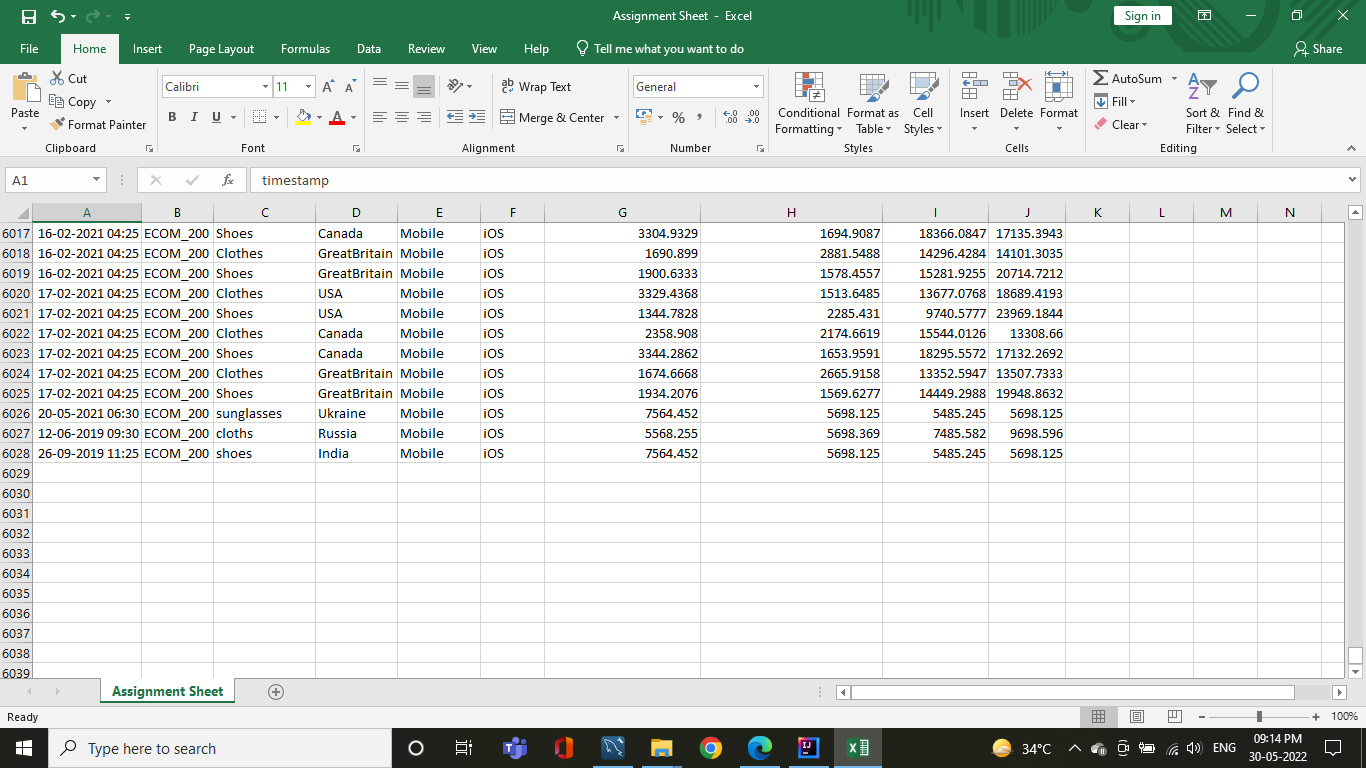 Assignment Sheet - Excel
Sign in
File Home Insert Page Layout Formulas Data Review View Help Tell me what you want to do Share
Paste
Cut
Copy
Format Painter
Clipboard
Calibri 11 A A
B I U A
Font
ab Wrap Text
Merge & Center
Alignment
General
% , .00 .0
Number
Conditional Formatting
Format as Table
Cell Styles
Styles
Insert Delete Format
Cells
AutoSum
Fill
Clear
Sort & Filter
Find & Select
Editing
A1 fx timestamp
A B C D E F G H I J K L M N
6017 16-02-2021 04:25 ECOM_200 Shoes Canada Mobile iOS 3304.9329 1694.9087 18366.0847 17135.3943
6018 16-02-2021 04:25 ECOM_200 Clothes GreatBritain Mobile iOS 1690.899 2881.5488 14296.4284 14101.3035
6019 16-02-2021 04:25 ECOM_200 Shoes GreatBritain Mobile iOS 1900.6333 1578.4557 15281.9255 20714.7212
6020 17-02-2021 04:25 ECOM_200 Clothes USA Mobile iOS 3329.4368 1513.6485 13677.0768 18689.4193
6021 17-02-2021 04:25 ECOM_200 Shoes USA Mobile iOS 1344.7828 2285.431 9740.5777 23969.1844
6022 17-02-2021 04:25 ECOM_200 Clothes Canada Mobile iOS 2358.908 2174.6619 15544.0126 13308.66
6023 17-02-2021 04:25 ECOM_200 Shoes Canada Mobile iOS 3344.2862 1653.9591 18295.5572 17132.2692
6024 17-02-2021 04:25 ECOM_200 Clothes GreatBritain Mobile iOS 1674.6668 2665.9158 13352.5947 13507.7333
6025 17-02-2021 04:25 ECOM_200 Shoes GreatBritain Mobile iOS 1934.2076 1569.6277 14449.2988 19948.8632
6026 20-05-2021 06:30 ECOM_200 sunglasses Ukraine Mobile iOS 7564.452 5698.125 5485.245 5698.125
6027 12-06-2019 09:30 ECOM_200 cloths Russia Mobile iOS 5568.255 5698.369 7485.582 9698.596
6028 26-09-2019 11:25 ECOM_200 shoes India Mobile iOS 7564.452 5698.125 5485.245 5698.125
6029
6030
6031
6032
6033
6034
6035
6036
6037
6038
6039
Assignment Sheet
Ready
100%
Type here to search
34°C
ENG
09:14 PM
30-05-2022